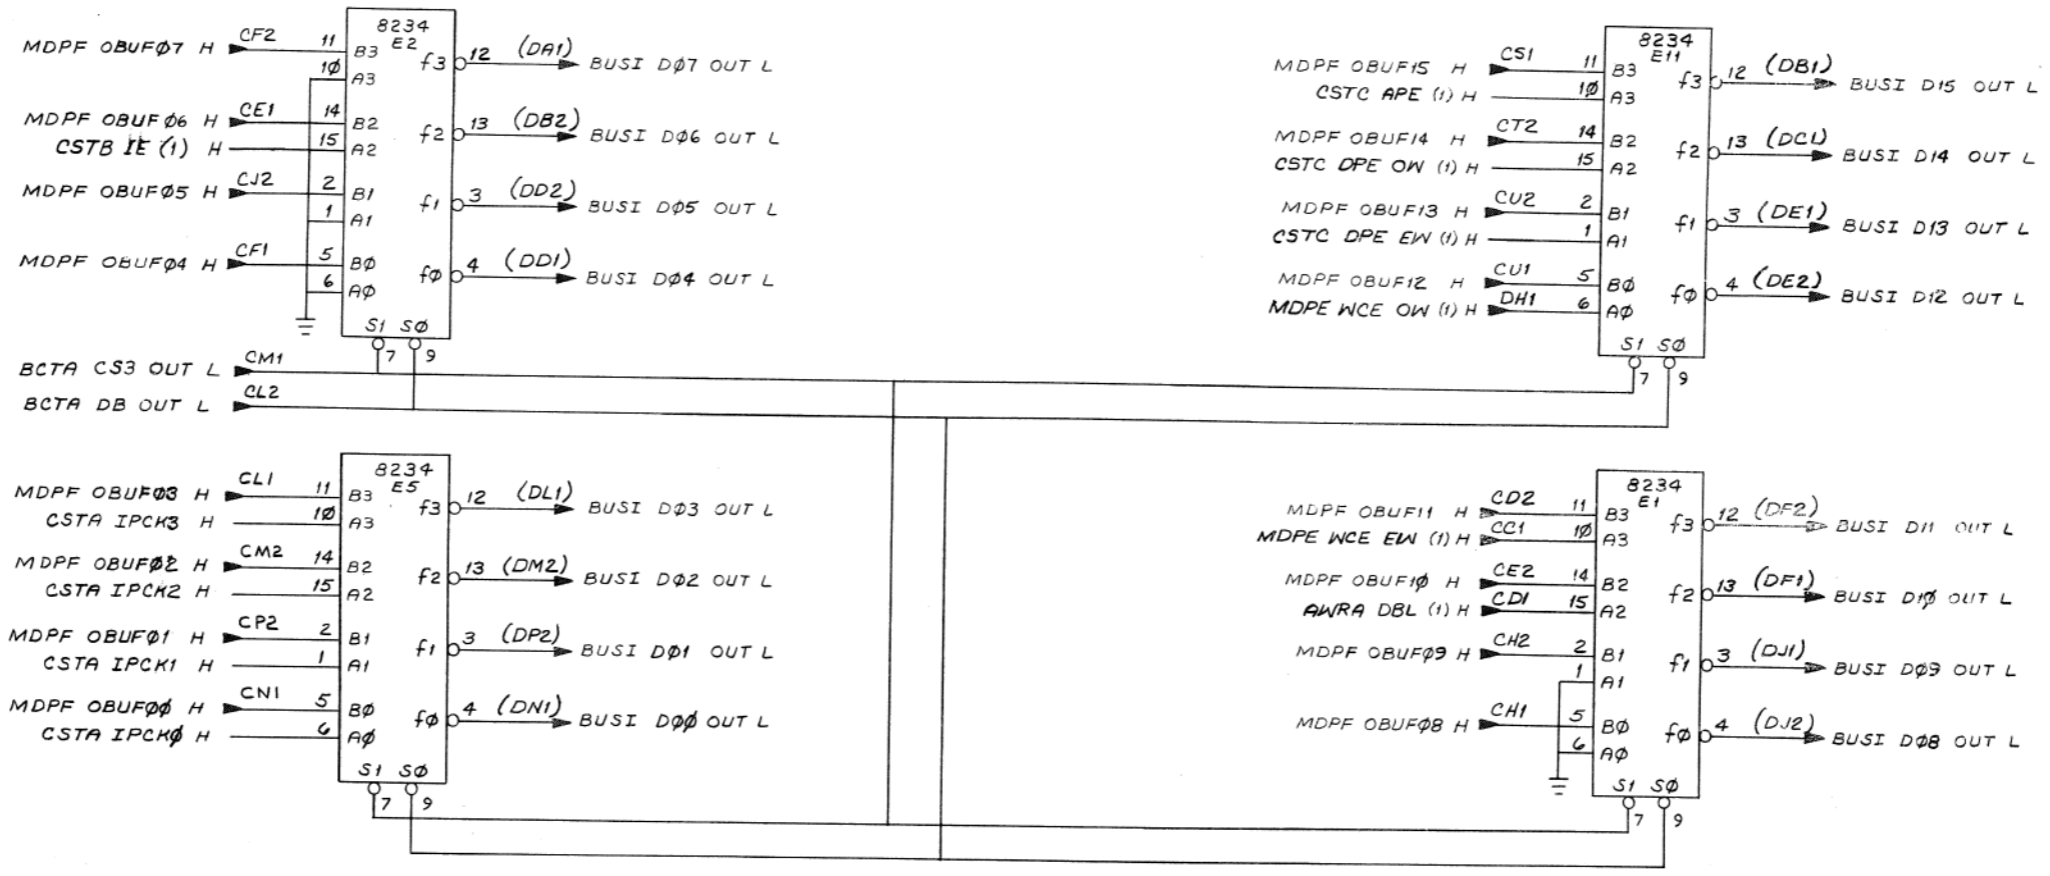 8234
E2
MDPF OBUFØ7 H CF2 11 B3 f3 12 (DA1) BUSI DØ7 OUT L
1Ø A3
MDPF OBUFØ6 H CE1 14 B2 f2 13 (DB2) BUSI DØ6 OUT L
CSTB IE (1) H 15 A2
MDPF OBUFØ5 H CJ2 2 B1 f1 3 (DD2) BUSI DØ5 OUT L
1 A1
MDPF OBUFØ4 H CF1 5 BØ fØ 4 (DD1) BUSI DØ4 OUT L
6 AØ
S1 SØ
7 9
8234
E11
MDPF OBUF15 H CS1 11 B3 f3 12 (DB1) BUSI D15 OUT L
CSTC APE (1) H 1Ø A3
MDPF OBUF14 H CT2 14 B2 f2 13 (DC1) BUSI D14 OUT L
CSTC DPE OW (1) H 15 A2
MDPF OBUF13 H CU2 2 B1 f1 3 (DE1) BUSI D13 OUT L
CSTC DPE EW (1) H 1 A1
MDPF OBUF12 H CU1 5 BØ fØ 4 (DE2) BUSI D12 OUT L
MDPE WCE OW (1) H DH1 6 AØ
S1 SØ
7 9
BCTA CS3 OUT L CM1
BCTA DB OUT L CL2
8234
E5
MDPF OBUFØ3 H CL1 11 B3 f3 12 (DL1) BUSI DØ3 OUT L
CSTA IPCK3 H 1Ø A3
MDPF OBUFØ2 H CM2 14 B2 f2 13 (DM2) BUSI DØ2 OUT L
CSTA IPCK2 H 15 A2
MDPF OBUFØ1 H CP2 2 B1 f1 3 (DP2) BUSI DØ1 OUT L
CSTA IPCK1 H 1 A1
MDPF OBUFØØ H CN1 5 BØ fØ 4 (DN1) BUSI DØØ OUT L
CSTA IPCKØ H 6 AØ
S1 SØ
7 9
8234
E1
MDPF OBUF11 H CD2 11 B3 f3 12 (DF2) BUSI D11 OUT L
MDPE WCE EW (1) H CC1 1Ø A3
MDPF OBUF1Ø H CE2 14 B2 f2 13 (DF1) BUSI D1Ø OUT L
AWRA DBL (1) H CD1 15 A2
MDPF OBUFØ9 H CH2 2 B1 f1 3 (DJ1) BUSI DØ9 OUT L
1 A1
MDPF OBUFØ8 H CH1 5 BØ fØ 4 (DJ2) BUSI DØ8 OUT L
6 AØ
S1 SØ
7 9